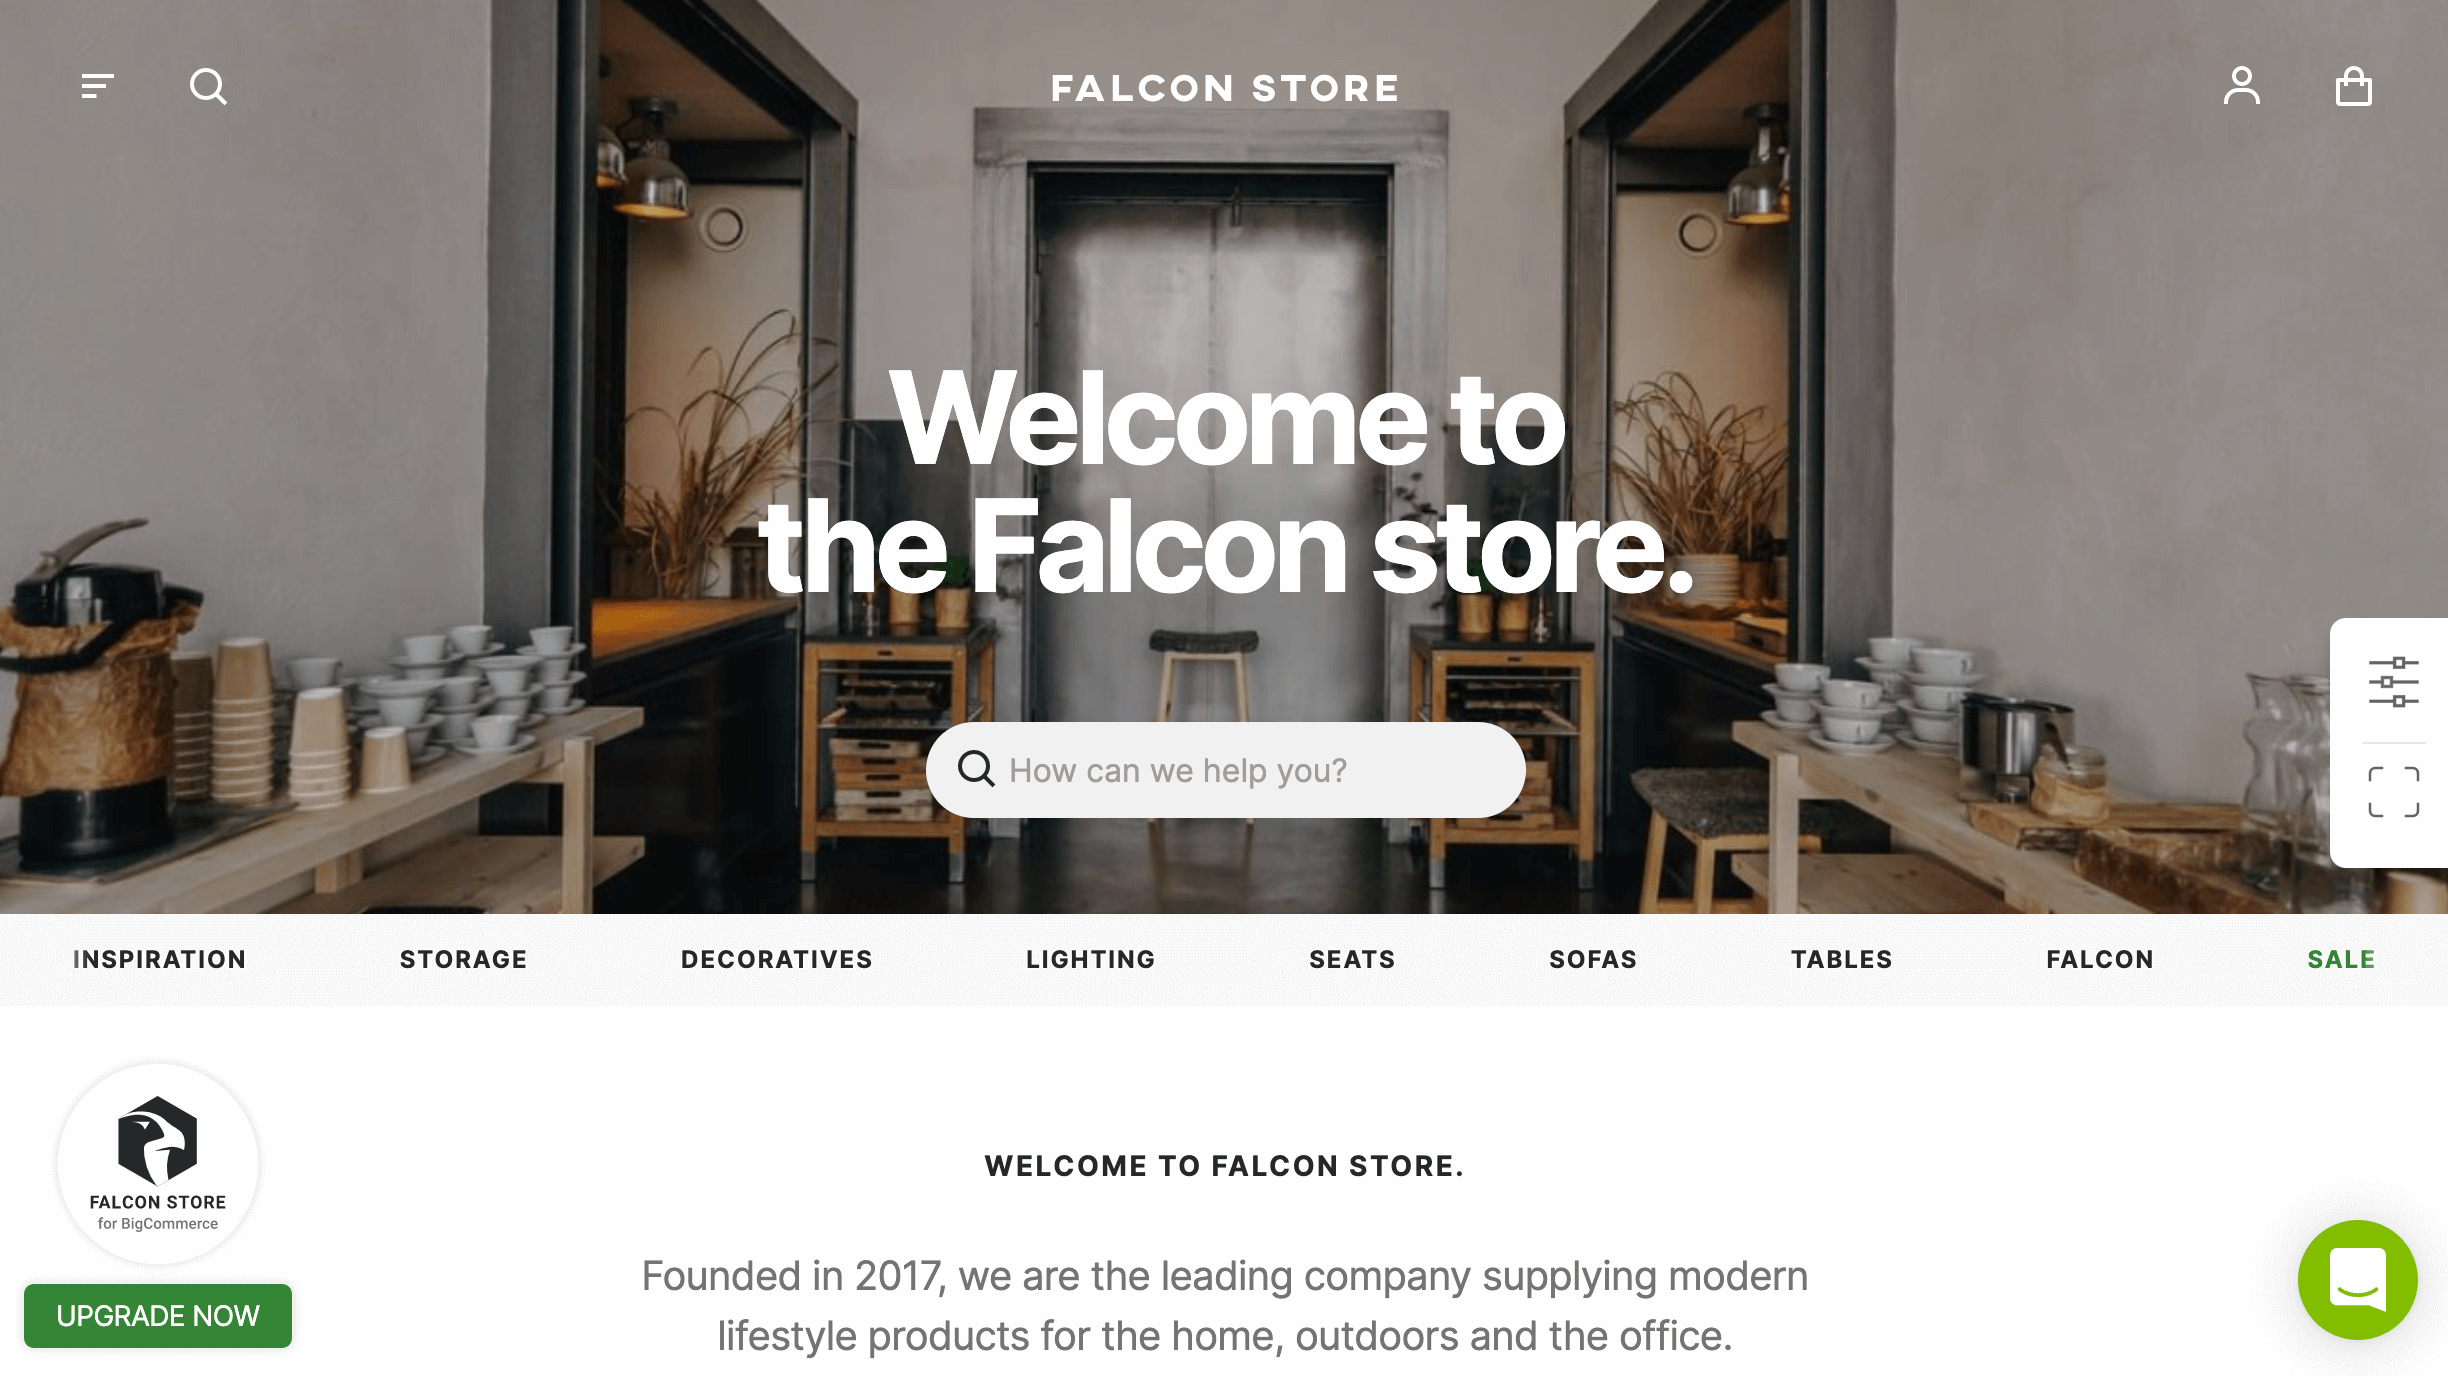 FALCON STORE
Welcome to
the Falcon store.
How can we help you?
INSPIRATION
STORAGE
DECORATIVES
LIGHTING
SEATS
SOFAS
TABLES
FALCON
SALE
FALCON STORE
for BigCommerce
UPGRADE NOW
WELCOME TO FALCON STORE.
Founded in 2017, we are the leading company supplying modern
lifestyle products for the home, outdoors and the office.